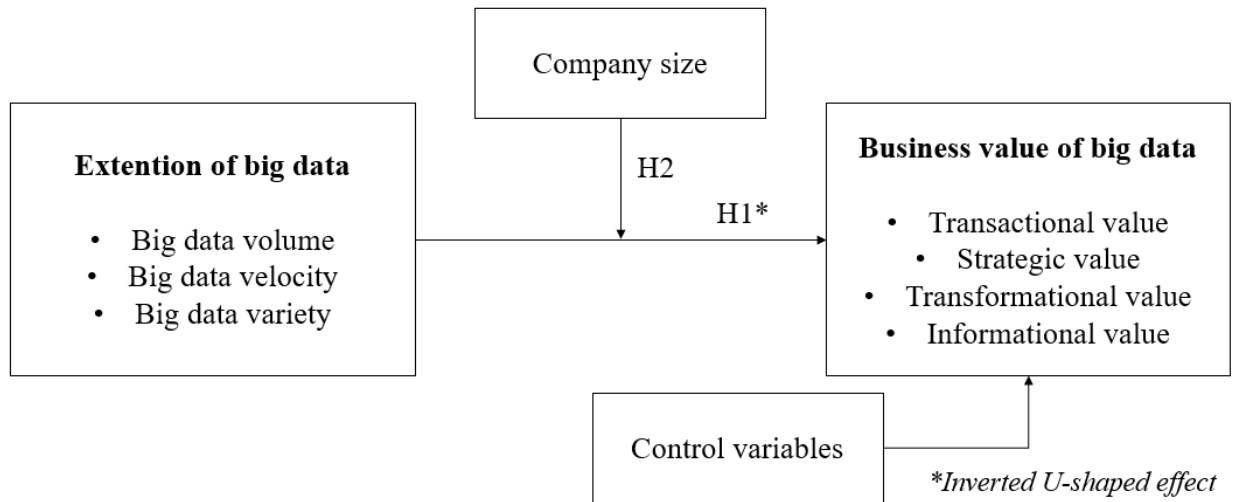 Company size
Extention of big data
• Big data volume
• Big data velocity
• Big data variety
H2
H1*
Business value of big data
• Transactional value
• Strategic value
• Transformational value
• Informational value
Control variables
*Inverted U-shaped effect